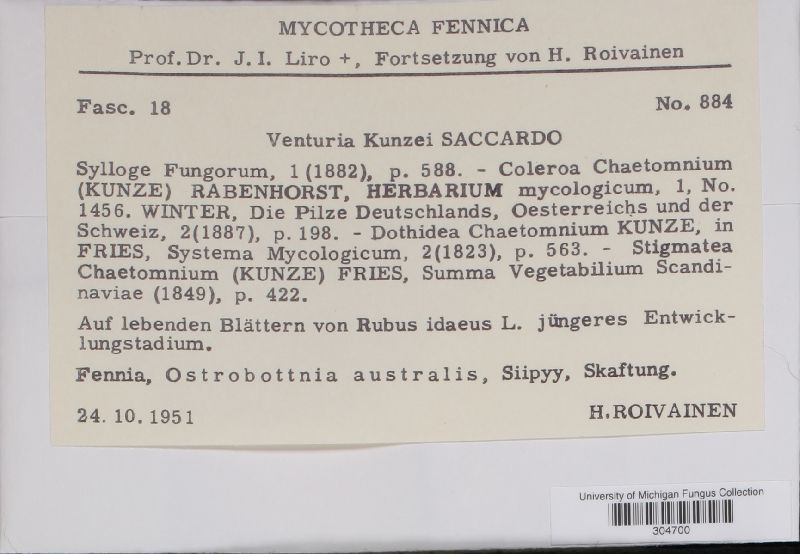 MYCOTHECA FENNICA
Prof. Dr. J. I. Liro +, Fortsetzung von H. Roivainen
Fasc. 18
No. 884
Venturia Kunzei SACCARDO
Sylloge Fungorum, 1 (1882), p. 588. - Coleroa Chaetomnium
(KUNZE) RABENHORST, HERBARIUM mycologicum, 1, No.
1456. WINTER, Die Pilze Deutschlands, Oesterreichs und der
Schweiz, 2(1887), p. 198. - Dothidea Chaetomnium KUNZE, in
FRIES, Systema Mycologicum, 2(1823), p. 563. - Stigmatea
Chaetomnium (KUNZE) FRIES, Summa Vegetabilium Scandi-
naviae (1849), p. 422.
Auf lebenden Blättern von Rubus idaeus L. jüngeres Entwick-
lungstadium.
Fennia, Ostrobottnia australis, Siipyy, Skaftung.
24. 10. 1951
H. ROIVAINEN
University of Michigan Fungus Collection
304700